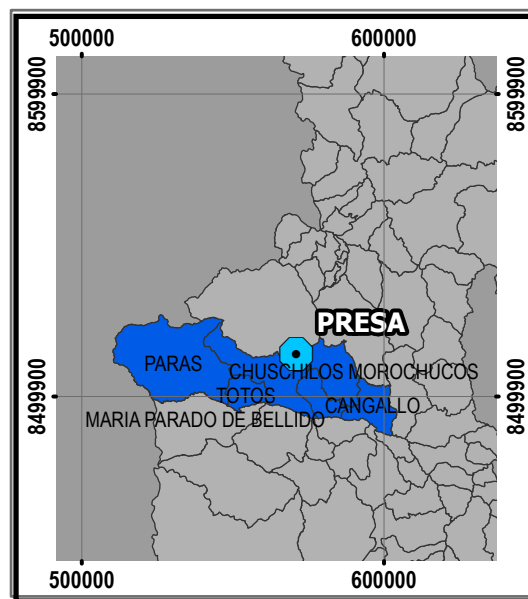 500000 600000
8599900 8599900
PRESA
PARAS
CHUSCHI LOS MOROCHUCOS
TOTOS
CANGALLO
MARIA PARADO DE BELLIDO
8499900 8499900
500000 600000